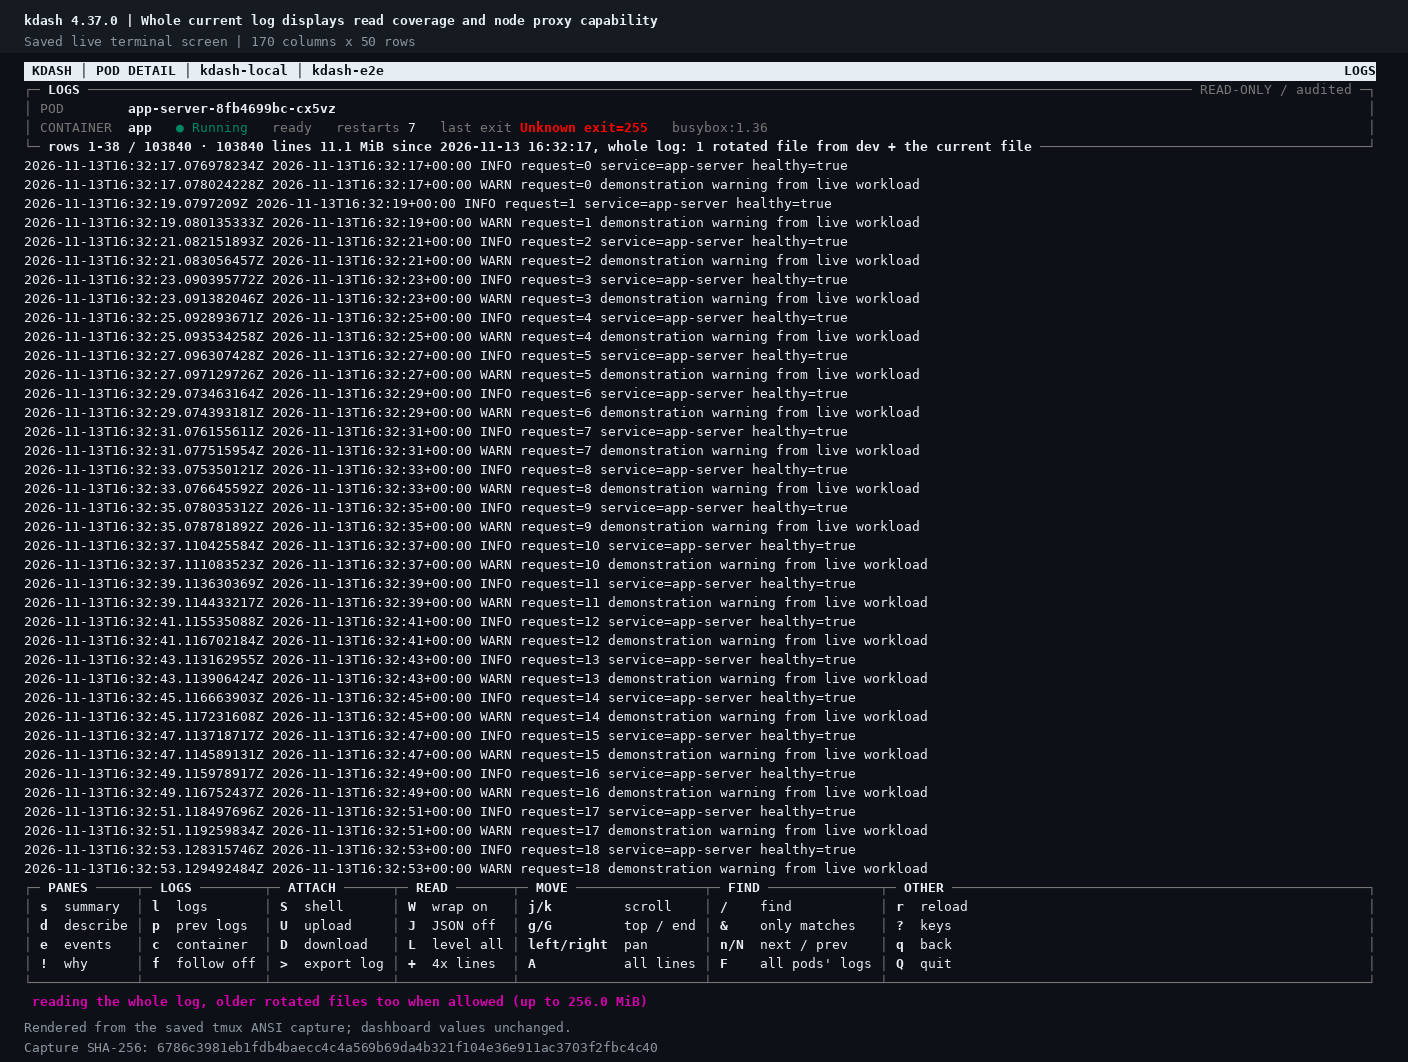 kdash 4.37.0 | Whole current log displays read coverage and node proxy capability
Saved live terminal screen | 170 columns x 50 rows
KDASH │ POD DETAIL │ kdash-local │ kdash-e2e LOGS
LOGS READ-ONLY / audited
POD app-server-8fb4699bc-cx5vz
CONTAINER app ● Running ready restarts 7 last exit Unknown exit=255 busybox:1.36
rows 1-38 / 103840 · 103840 lines 11.1 MiB since 2026-11-13 16:32:17, whole log: 1 rotated file from dev + the current file
2026-11-13T16:32:17.076978234Z 2026-11-13T16:32:17+00:00 INFO request=0 service=app-server healthy=true
2026-11-13T16:32:17.078024228Z 2026-11-13T16:32:17+00:00 WARN request=0 demonstration warning from live workload
2026-11-13T16:32:19.0797209Z 2026-11-13T16:32:19+00:00 INFO request=1 service=app-server healthy=true
2026-11-13T16:32:19.080135333Z 2026-11-13T16:32:19+00:00 WARN request=1 demonstration warning from live workload
2026-11-13T16:32:21.082151893Z 2026-11-13T16:32:21+00:00 INFO request=2 service=app-server healthy=true
2026-11-13T16:32:21.083056457Z 2026-11-13T16:32:21+00:00 WARN request=2 demonstration warning from live workload
2026-11-13T16:32:23.090395772Z 2026-11-13T16:32:23+00:00 INFO request=3 service=app-server healthy=true
2026-11-13T16:32:23.091382046Z 2026-11-13T16:32:23+00:00 WARN request=3 demonstration warning from live workload
2026-11-13T16:32:25.092893671Z 2026-11-13T16:32:25+00:00 INFO request=4 service=app-server healthy=true
2026-11-13T16:32:25.093534258Z 2026-11-13T16:32:25+00:00 WARN request=4 demonstration warning from live workload
2026-11-13T16:32:27.096307428Z 2026-11-13T16:32:27+00:00 INFO request=5 service=app-server healthy=true
2026-11-13T16:32:27.097129726Z 2026-11-13T16:32:27+00:00 WARN request=5 demonstration warning from live workload
2026-11-13T16:32:29.073463164Z 2026-11-13T16:32:29+00:00 INFO request=6 service=app-server healthy=true
2026-11-13T16:32:29.074393181Z 2026-11-13T16:32:29+00:00 WARN request=6 demonstration warning from live workload
2026-11-13T16:32:31.076155611Z 2026-11-13T16:32:31+00:00 INFO request=7 service=app-server healthy=true
2026-11-13T16:32:31.077515954Z 2026-11-13T16:32:31+00:00 WARN request=7 demonstration warning from live workload
2026-11-13T16:32:33.075350121Z 2026-11-13T16:32:33+00:00 INFO request=8 service=app-server healthy=true
2026-11-13T16:32:33.076645592Z 2026-11-13T16:32:33+00:00 WARN request=8 demonstration warning from live workload
2026-11-13T16:32:35.078035312Z 2026-11-13T16:32:35+00:00 INFO request=9 service=app-server healthy=true
2026-11-13T16:32:35.078781892Z 2026-11-13T16:32:35+00:00 WARN request=9 demonstration warning from live workload
2026-11-13T16:32:37.110425584Z 2026-11-13T16:32:37+00:00 INFO request=10 service=app-server healthy=true
2026-11-13T16:32:37.111083523Z 2026-11-13T16:32:37+00:00 WARN request=10 demonstration warning from live workload
2026-11-13T16:32:39.113630369Z 2026-11-13T16:32:39+00:00 INFO request=11 service=app-server healthy=true
2026-11-13T16:32:39.114433217Z 2026-11-13T16:32:39+00:00 WARN request=11 demonstration warning from live workload
2026-11-13T16:32:41.115535088Z 2026-11-13T16:32:41+00:00 INFO request=12 service=app-server healthy=true
2026-11-13T16:32:41.116702184Z 2026-11-13T16:32:41+00:00 WARN request=12 demonstration warning from live workload
2026-11-13T16:32:43.113162955Z 2026-11-13T16:32:43+00:00 INFO request=13 service=app-server healthy=true
2026-11-13T16:32:43.113906424Z 2026-11-13T16:32:43+00:00 WARN request=13 demonstration warning from live workload
2026-11-13T16:32:45.116663903Z 2026-11-13T16:32:45+00:00 INFO request=14 service=app-server healthy=true
2026-11-13T16:32:45.117231608Z 2026-11-13T16:32:45+00:00 WARN request=14 demonstration warning from live workload
2026-11-13T16:32:47.113718717Z 2026-11-13T16:32:47+00:00 INFO request=15 service=app-server healthy=true
2026-11-13T16:32:47.114589131Z 2026-11-13T16:32:47+00:00 WARN request=15 demonstration warning from live workload
2026-11-13T16:32:49.115978917Z 2026-11-13T16:32:49+00:00 INFO request=16 service=app-server healthy=true
2026-11-13T16:32:49.116752437Z 2026-11-13T16:32:49+00:00 WARN request=16 demonstration warning from live workload
2026-11-13T16:32:51.118497696Z 2026-11-13T16:32:51+00:00 INFO request=17 service=app-server healthy=true
2026-11-13T16:32:51.119259834Z 2026-11-13T16:32:51+00:00 WARN request=17 demonstration warning from live workload
2026-11-13T16:32:53.128315746Z 2026-11-13T16:32:53+00:00 INFO request=18 service=app-server healthy=true
2026-11-13T16:32:53.129492484Z 2026-11-13T16:32:53+00:00 WARN request=18 demonstration warning from live workload
PANES LOGS ATTACH READ MOVE FIND OTHER
s summary │ l logs │ S shell │ W wrap on │ j/k scroll │ / find │ r reload
d describe │ p prev logs │ U upload │ J JSON off │ g/G top / end │ & only matches │ ? keys
e events │ c container │ D download │ L level all │ left/right pan │ n/N next / prev │ q back
! why │ f follow off │ > export log │ + 4x lines │ A all lines │ F all pods' logs │ Q quit
reading the whole log, older rotated files too when allowed (up to 256.0 MiB)
Rendered from the saved tmux ANSI capture; dashboard values unchanged.
Capture SHA-256: 6786c3981eb1fdb4baecc4c4a569b69da4b321f104e36e911ac3703f2fbc4c40